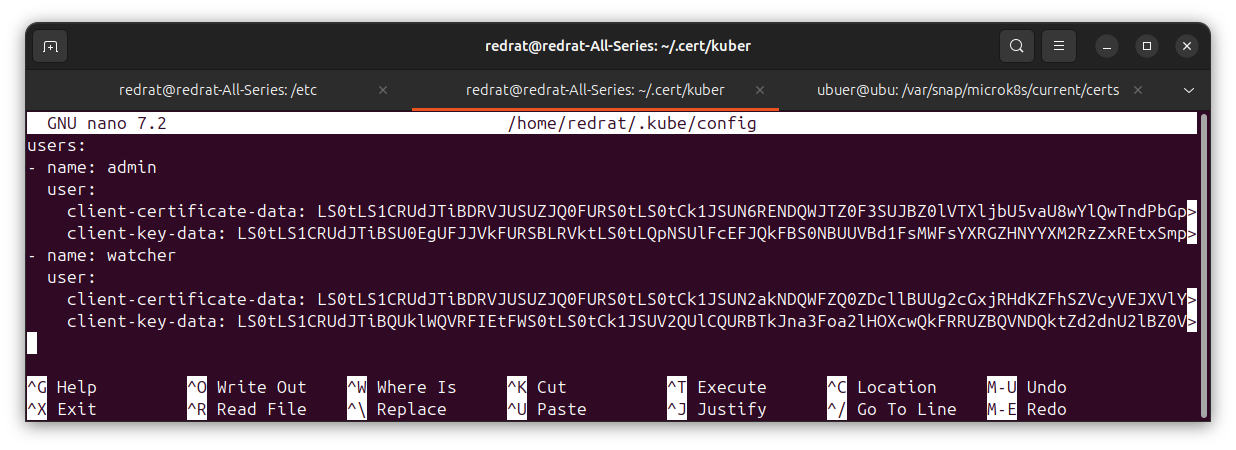 redrat@redrat-All-Series: ~/.cert/kuber
redrat@redrat-All-Series: /etc
redrat@redrat-All-Series: ~/.cert/kuber
ubuer@ubu: /var/snap/microk8s/current/certs
GNU nano 7.2 /home/redrat/.kube/config
users:
- name: admin
  user:
    client-certificate-data: LS0tLS1CRUdJTiBDRVJUSUZJQ0FURS0tLS0tCk1JSUN6RENDQWJTZ0F3SUJBZ0lVTXljbU5vaU8wYlQwTndPbGp>
    client-key-data: LS0tLS1CRUdJTiBSU0EgUFJJVkFURSBLRVktLS0tLQpNSUlFcEFJQkFBS0NBUUVBd1FsMWFsYXRGZHNYYXM2RzZxREtxSmp>
- name: watcher
  user:
    client-certificate-data: LS0tLS1CRUdJTiBDRVJUSUZJQ0FURS0tLS0tCk1JSUN2akNDQWFZQ0ZDcllBUUg2cGxjRHdKZFhSZVcyVEJXVlY>
    client-key-data: LS0tLS1CRUdJTiBQUklWQVRFIEtFWS0tLS0tCk1JSUV2QUlCQURBTkJna3Foa2lHOXcwQkFRRUZBQVNDQktZd2dnU2lBZ0V>
^G Help ^O Write Out ^W Where Is ^K Cut ^T Execute ^C Location M-U Undo
^X Exit ^R Read File ^\ Replace ^U Paste ^J Justify ^/ Go To Line M-E Redo